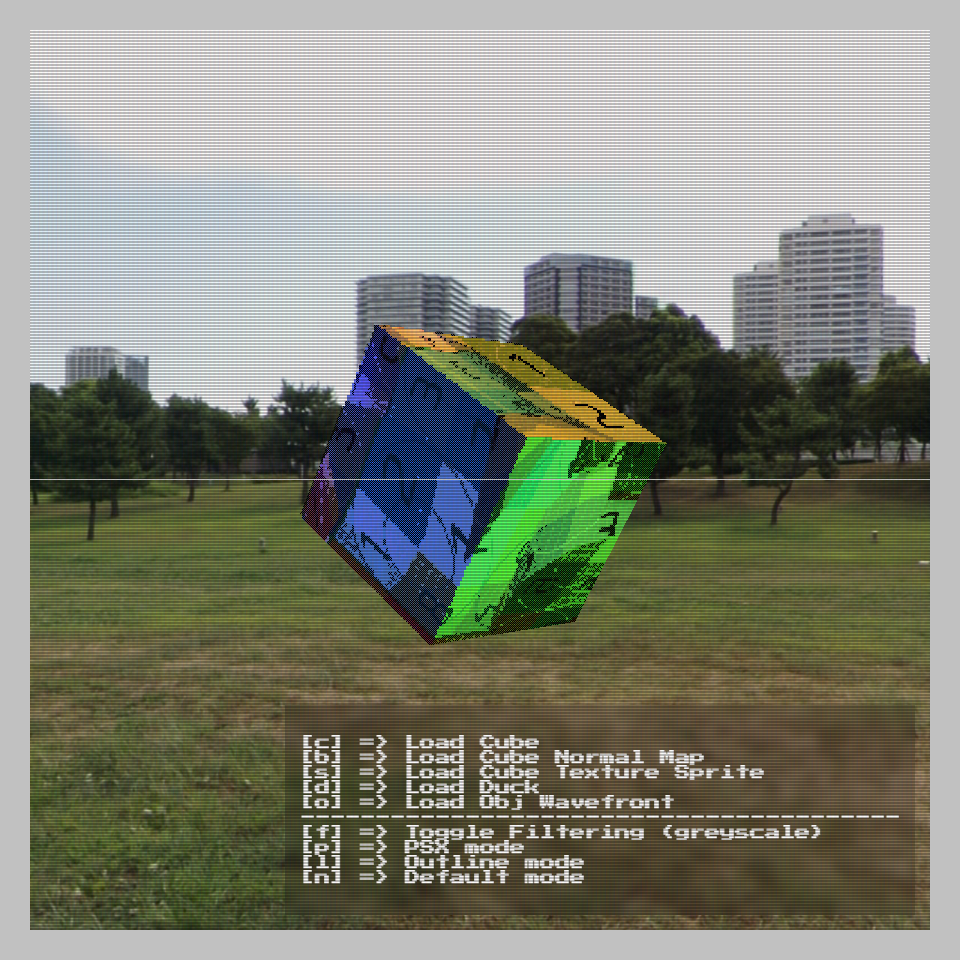 [c] => Load Cube
[b] => Load Cube Normal Map
[s] => Load Cube Texture Sprite
[d] => Load Duck
[o] => Load Obj Wavefront
----------------------------------------
[f] => Toggle Filtering (greyscale)
[p] => PSX mode
[l] => Outline mode
[n] => Default mode